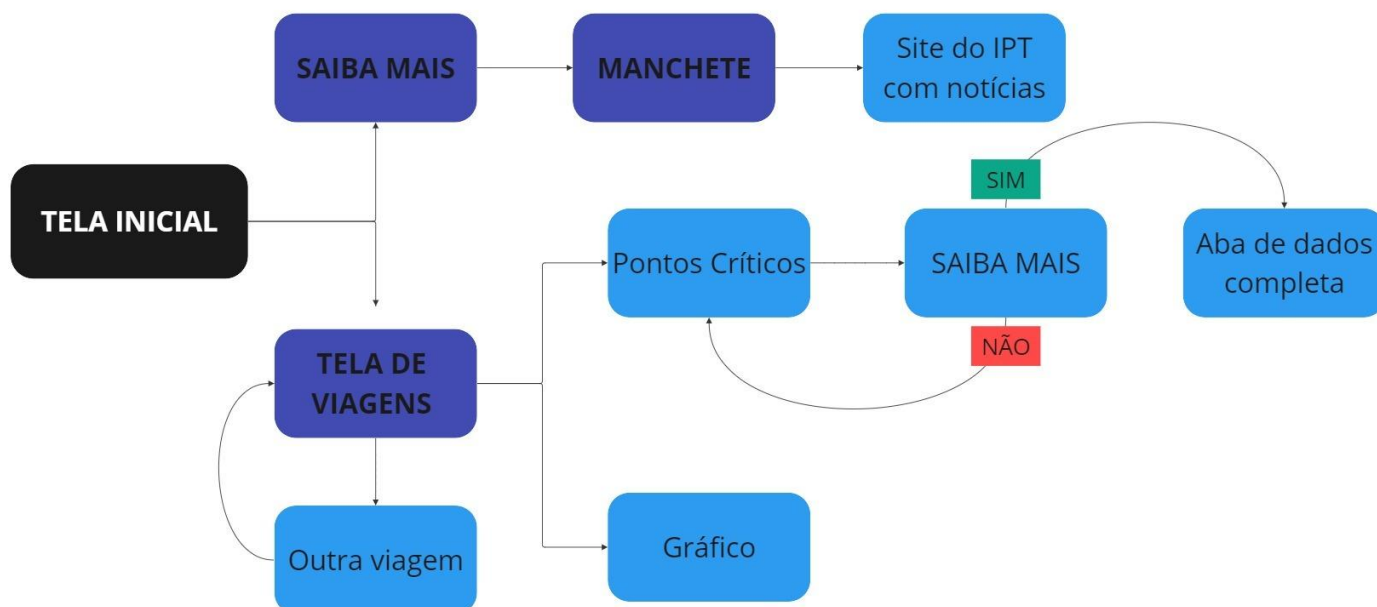 SAIBA MAIS
MANCHETE
Site do IPT
com notícias
TELA INICIAL
SIM
Pontos Críticos
SAIBA MAIS
Aba de dados
completa
NÃO
TELA DE
VIAGENS
Outra viagem
Gráfico